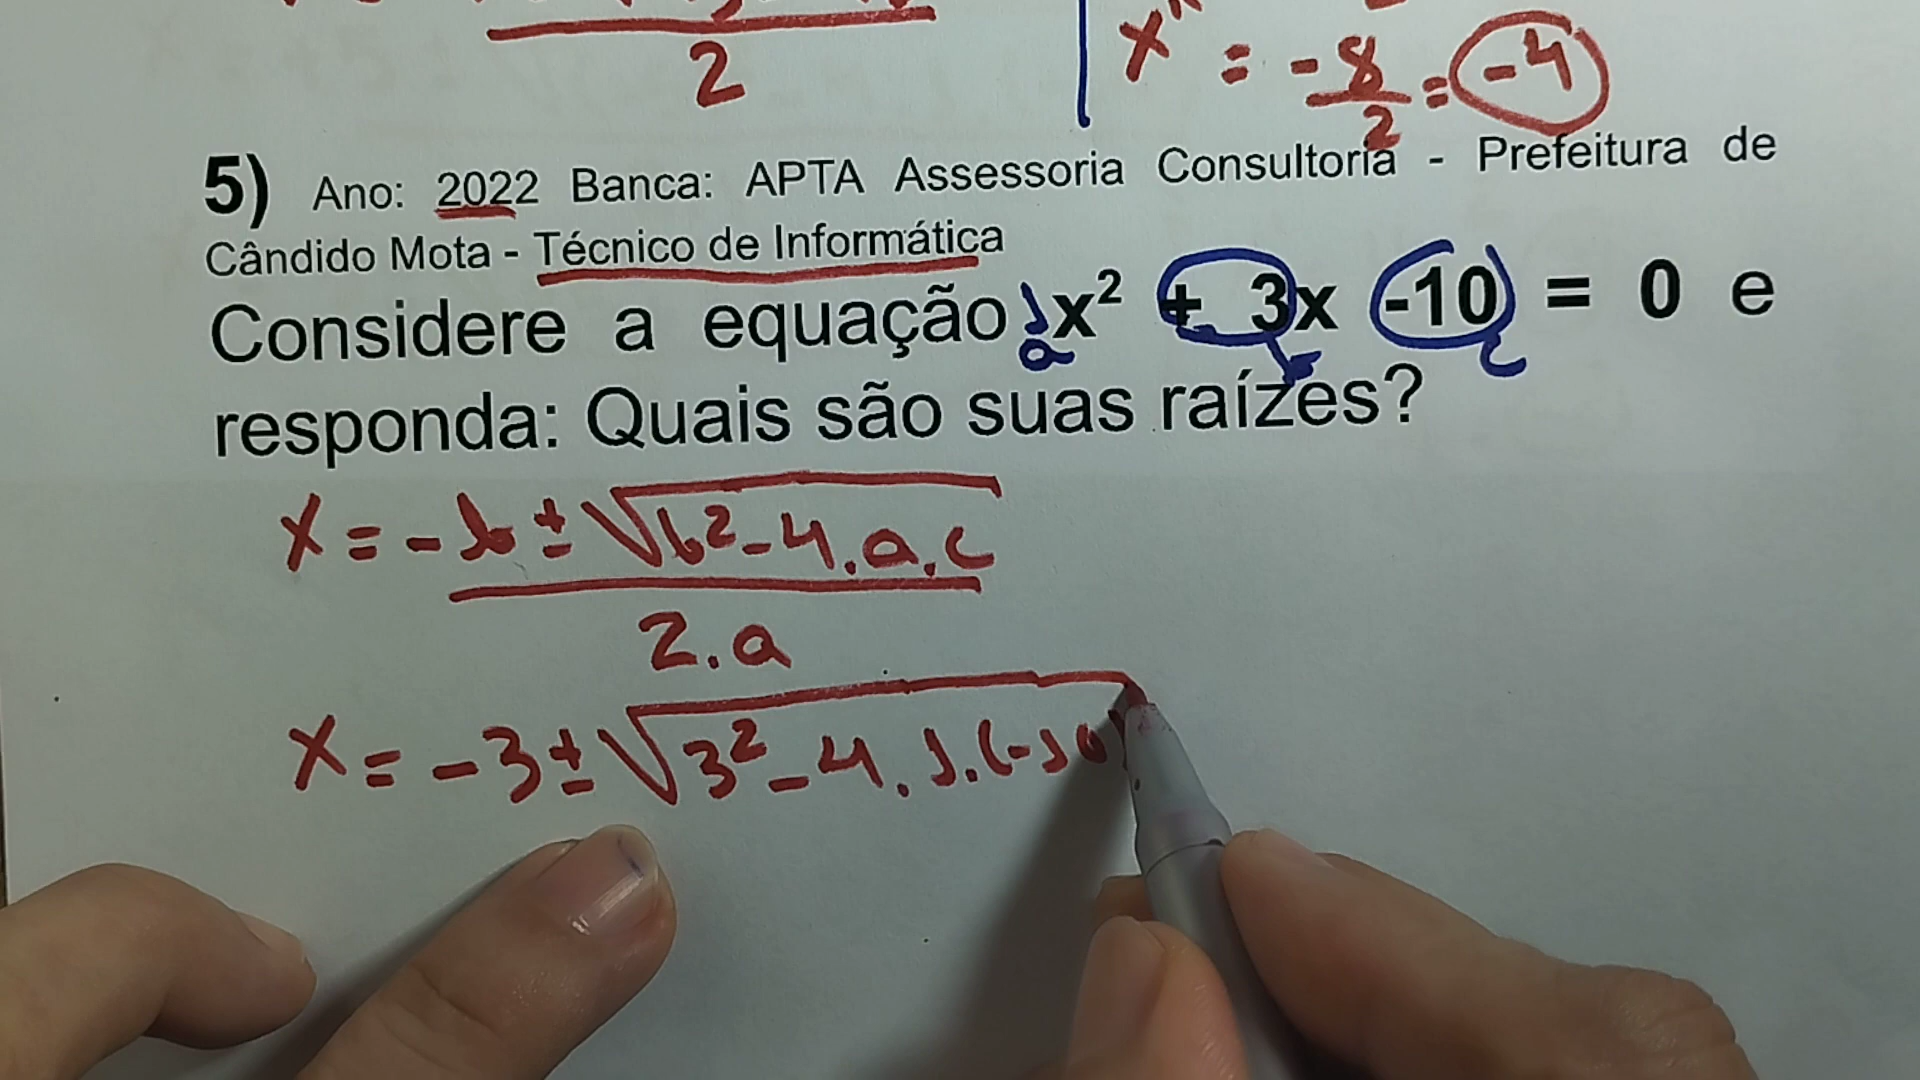 2
x" = -8/2 = -4
5) Ano: 2022 Banca: APTA Assessoria Consultoria - Prefeitura de
Cândido Mota - Técnico de Informática
Considere a equação 1x² + 3x -10 = 0 e
a b c
responda: Quais são suas raízes?
x = -b ± √b² - 4.a.c
2.a
x = -3 ± √3² - 4.1.(-10)